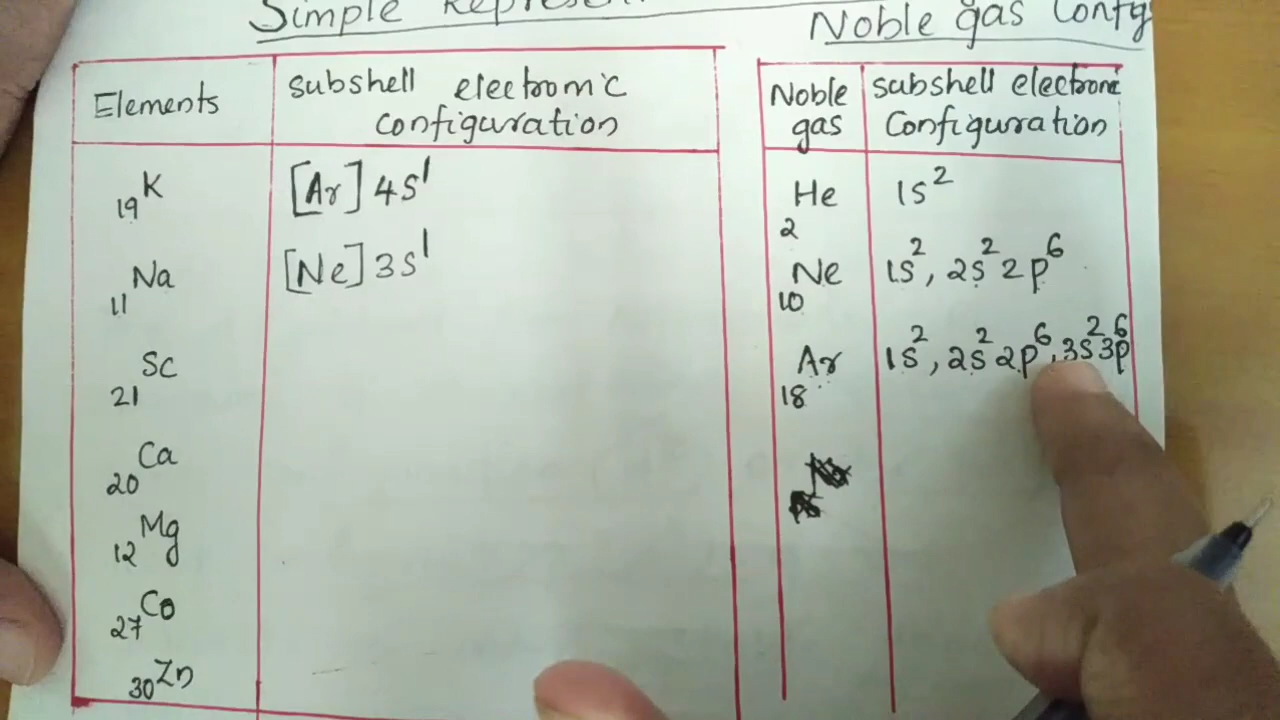 Simple
Noble gas Config
Elements
subshell electronic
configuration
19K
[Ar] 4s¹
11Na
[Ne] 3s¹
21Sc
20Ca
12Mg
27Co
30Zn
Noble
gas
subshell electroni
Configuration
He
2
1s²
Ne
10
1s², 2s² 2p⁶
Ar
18
1s², 2s² 2p⁶, 3s² 3p⁶